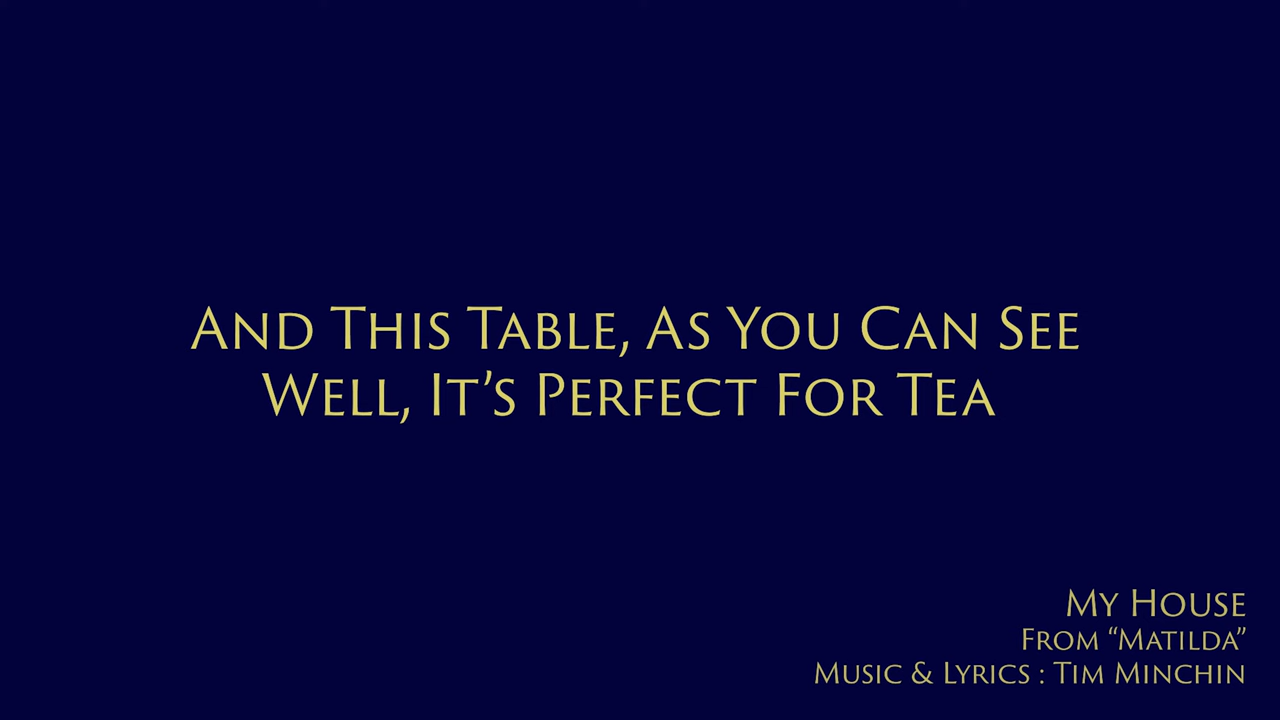 And This Table, As You Can See
Well, It’s Perfect For Tea
My House
From “Matilda”
Music & Lyrics : Tim Minchin